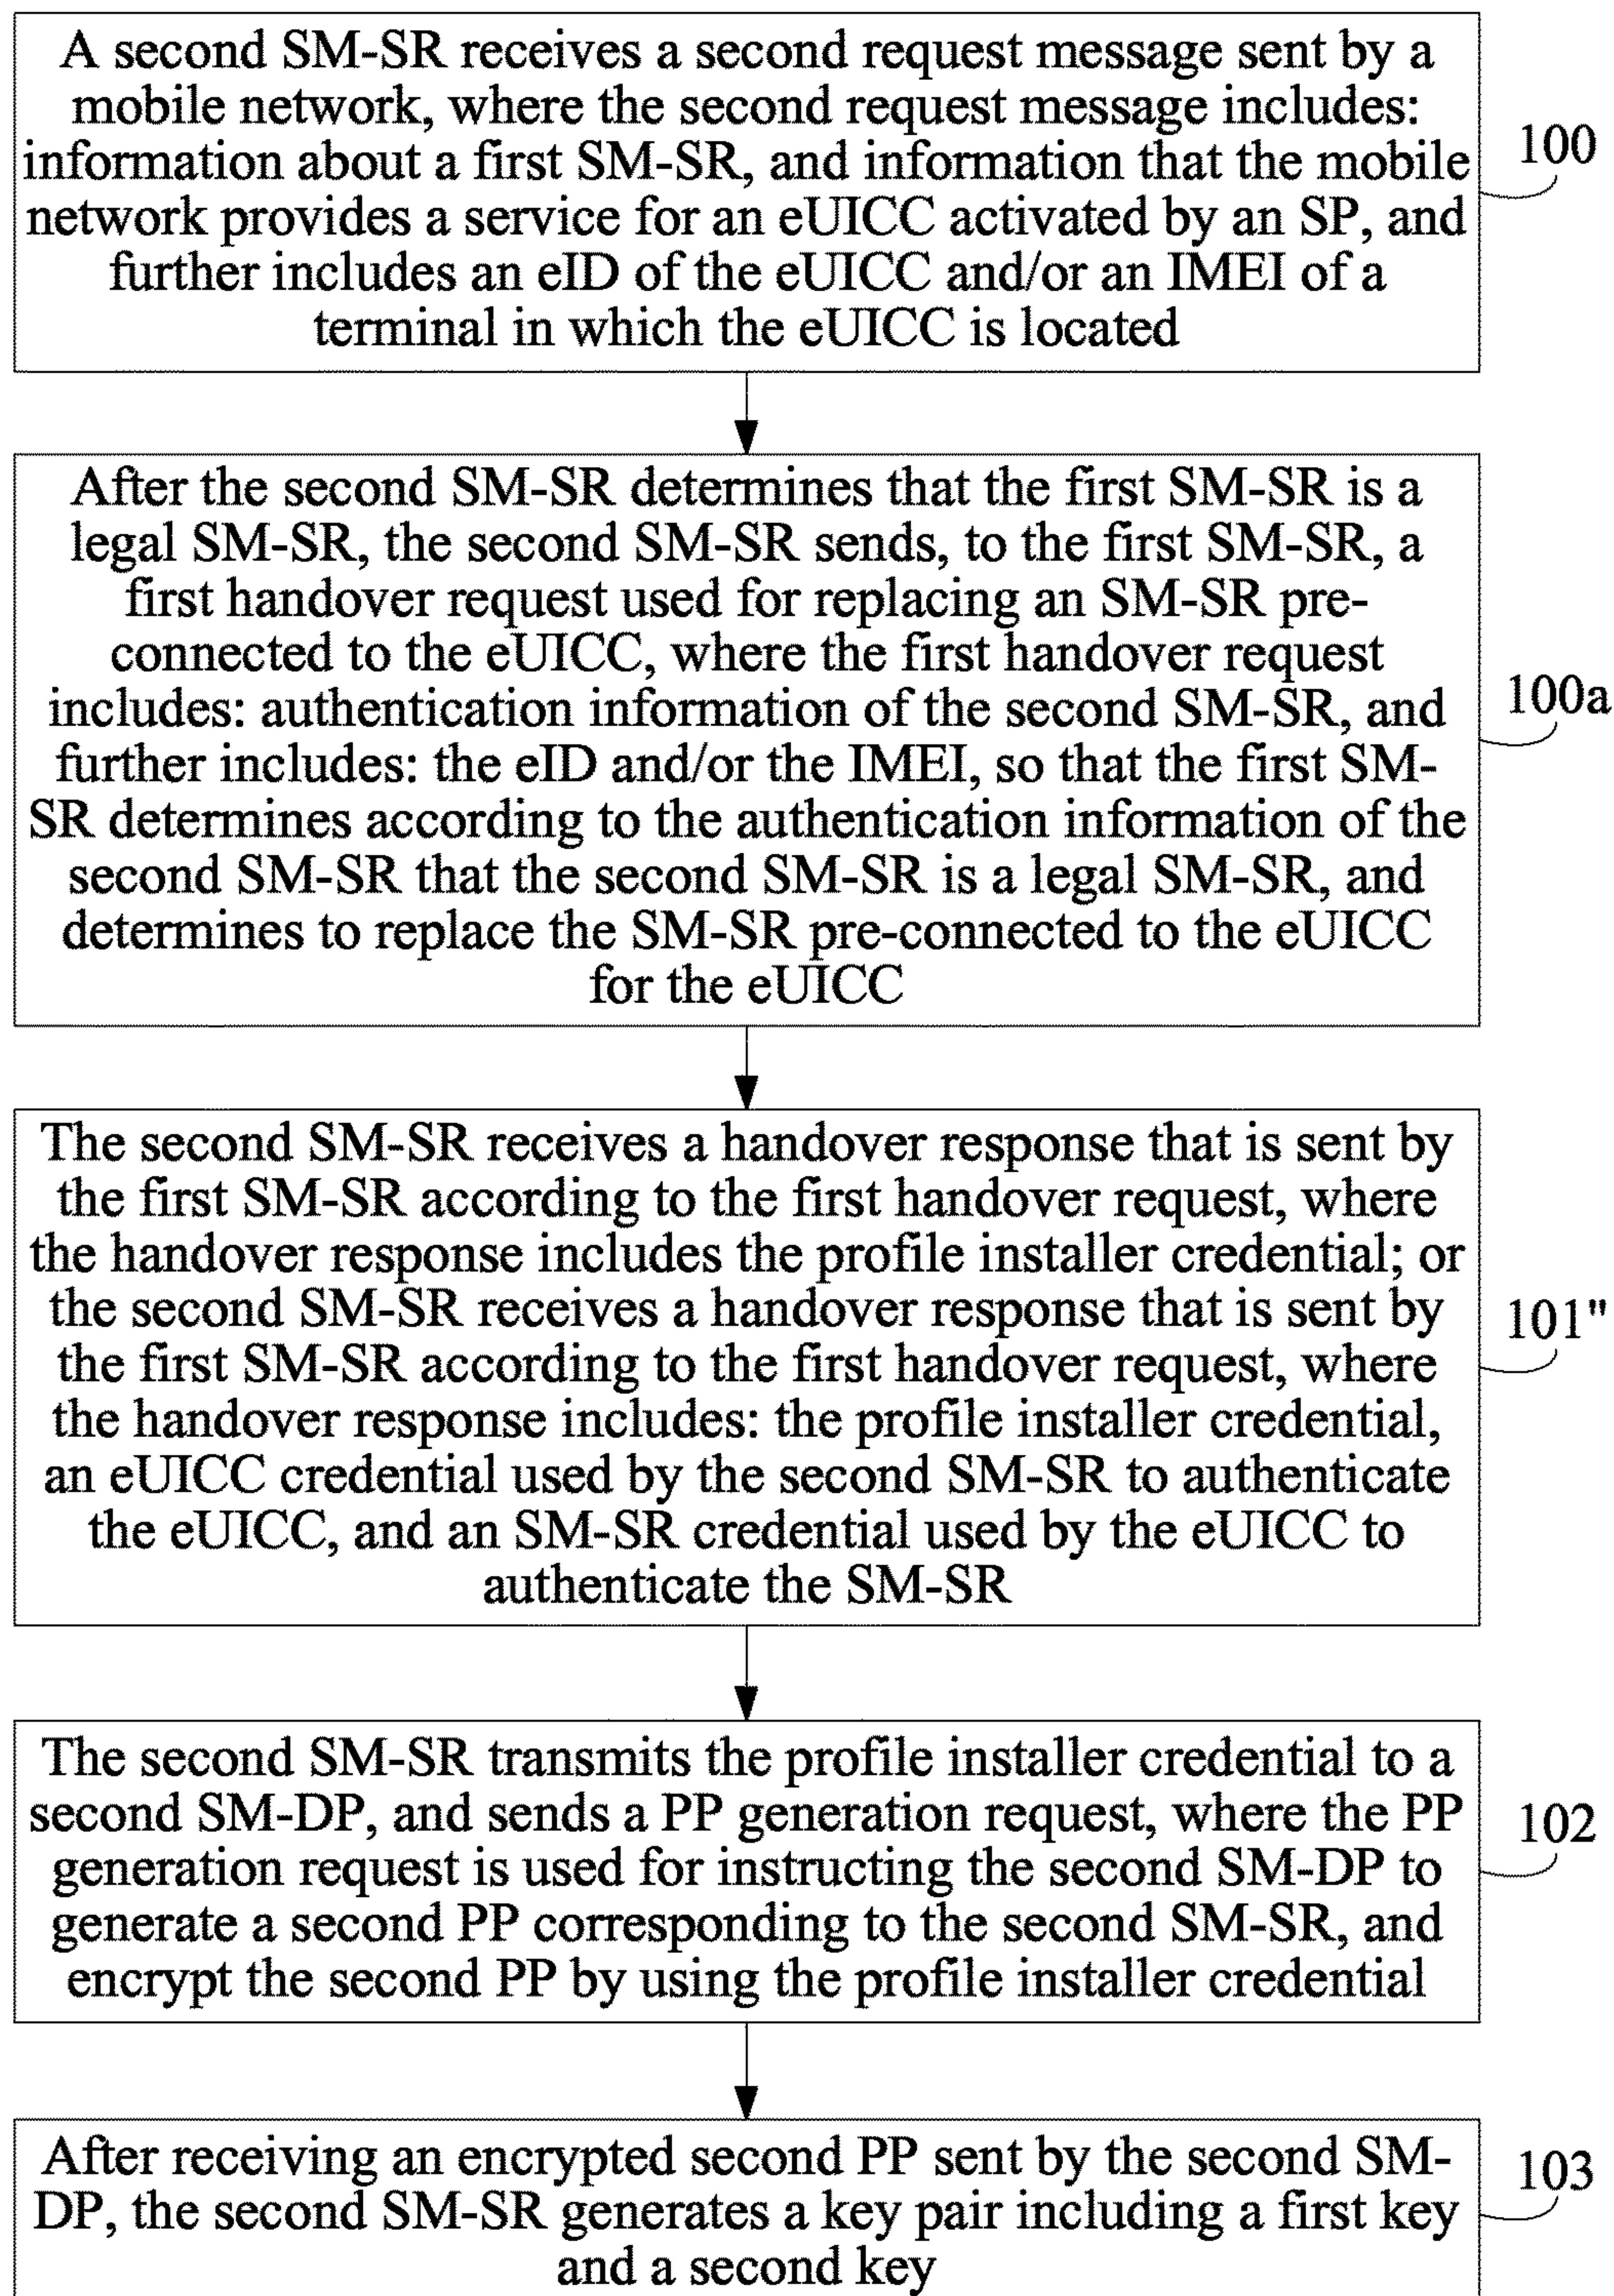 A second SM-SR receives a second request message sent by a
mobile network, where the second request message includes:
information about a first SM-SR, and information that the mobile
network provides a service for an eUICC activated by an SP, and
further includes an eID of the eUICC and/or an IMEI of a
terminal in which the eUICC is located
100
After the second SM-SR determines that the first SM-SR is a
legal SM-SR, the second SM-SR sends, to the first SM-SR, a
first handover request used for replacing an SM-SR pre-
connected to the eUICC, where the first handover request
includes: authentication information of the second SM-SR, and
further includes: the eID and/or the IMEI, so that the first SM-
SR determines according to the authentication information of the
second SM-SR that the second SM-SR is a legal SM-SR, and
determines to replace the SM-SR pre-connected to the eUICC
for the eUICC
100a
The second SM-SR receives a handover response that is sent by
the first SM-SR according to the first handover request, where
the handover response includes the profile installer credential; or
the second SM-SR receives a handover response that is sent by
the first SM-SR according to the first handover request, where
the handover response includes: the profile installer credential,
an eUICC credential used by the second SM-SR to authenticate
the eUICC, and an SM-SR credential used by the eUICC to
authenticate the SM-SR
101"
The second SM-SR transmits the profile installer credential to a
second SM-DP, and sends a PP generation request, where the PP
generation request is used for instructing the second SM-DP to
generate a second PP corresponding to the second SM-SR, and
encrypt the second PP by using the profile installer credential
102
After receiving an encrypted second PP sent by the second SM-
DP, the second SM-SR generates a key pair including a first key
and a second key
103